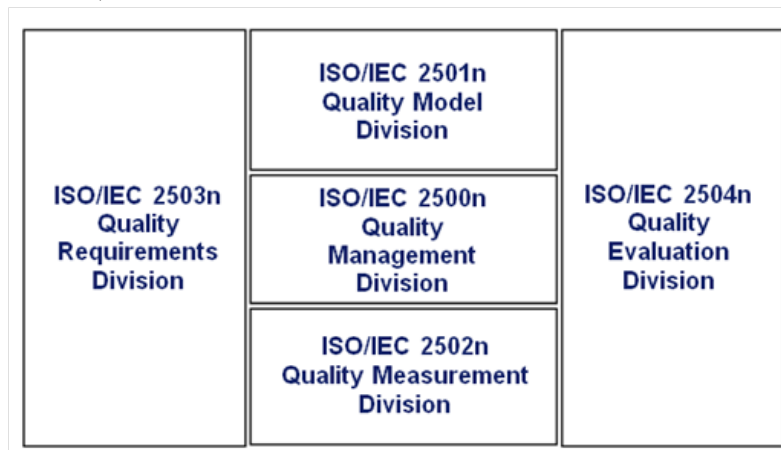 ISO/IEC 2503n
Quality
Requirements
Division
ISO/IEC 2501n
Quality Model
Division
ISO/IEC 2500n
Quality
Management
Division
ISO/IEC 2502n
Quality Measurement
Division
ISO/IEC 2504n
Quality
Evaluation
Division